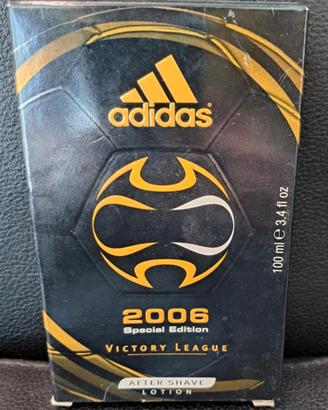 adidas
2006
Special Edition
VICTORY LEAGUE
AFTER SHAVE
LOTION
100 ml ℮ 3.4 fl oz